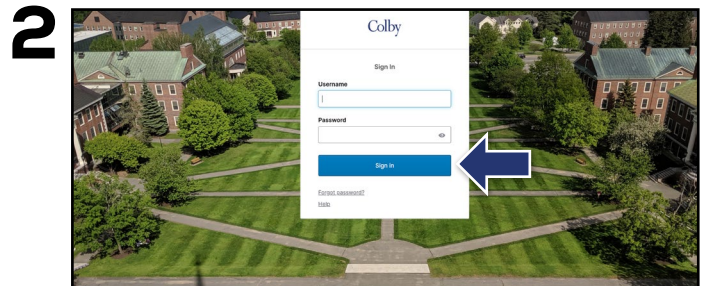 2
Colby
Sign In
Username
Password
Sign in
Forgot password?
Help